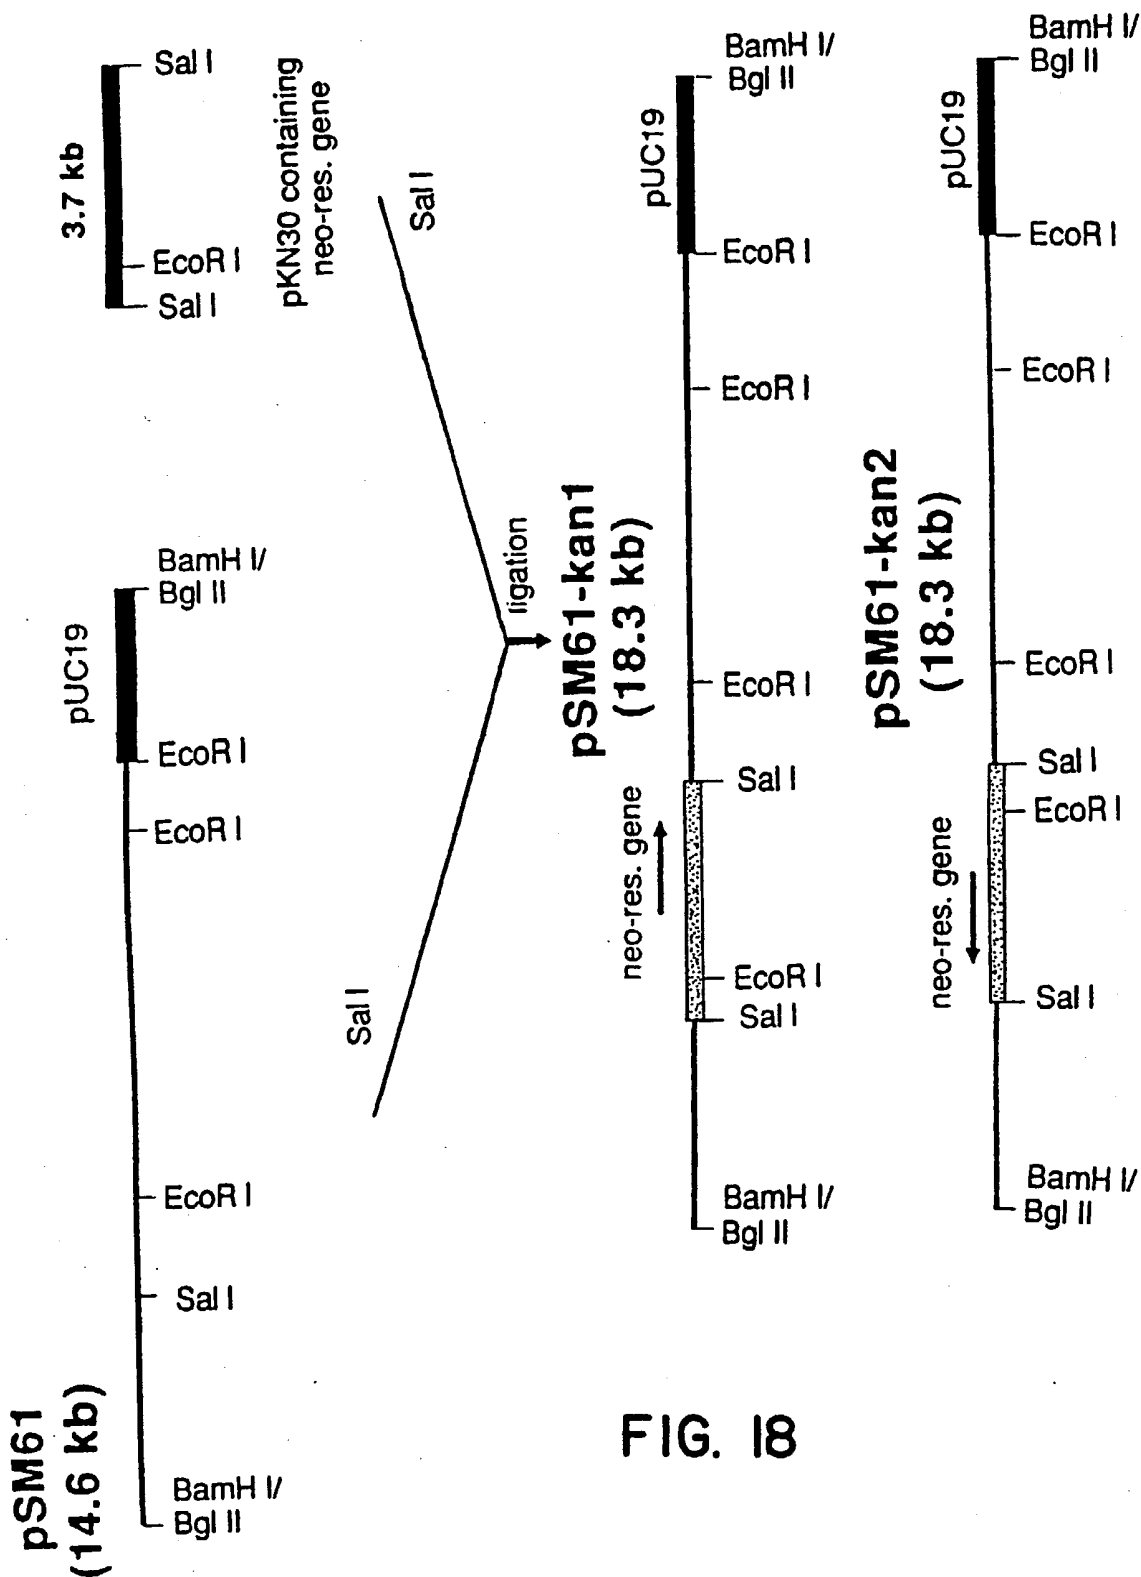 pSM61
(14.6 kb)
BamH I/
Bgl II
Sal I
EcoR I
EcoR I
EcoR I
pUC19
BamH I/
Bgl II
3.7 kb
Sal I
EcoR I
Sal I
pKN30 containing
neo-res. gene
Sal I
Sal I
ligation
pSM61-kan1
(18.3 kb)
BamH I/
Bgl II
Sal I
EcoR I
neo-res. gene
Sal I
EcoR I
EcoR I
EcoR I
pUC19
BamH I/
Bgl II
pSM61-kan2
(18.3 kb)
BamH I/
Bgl II
Sal I
neo-res. gene
EcoR I
Sal I
EcoR I
EcoR I
EcoR I
pUC19
BamH I/
Bgl II
FIG. 18